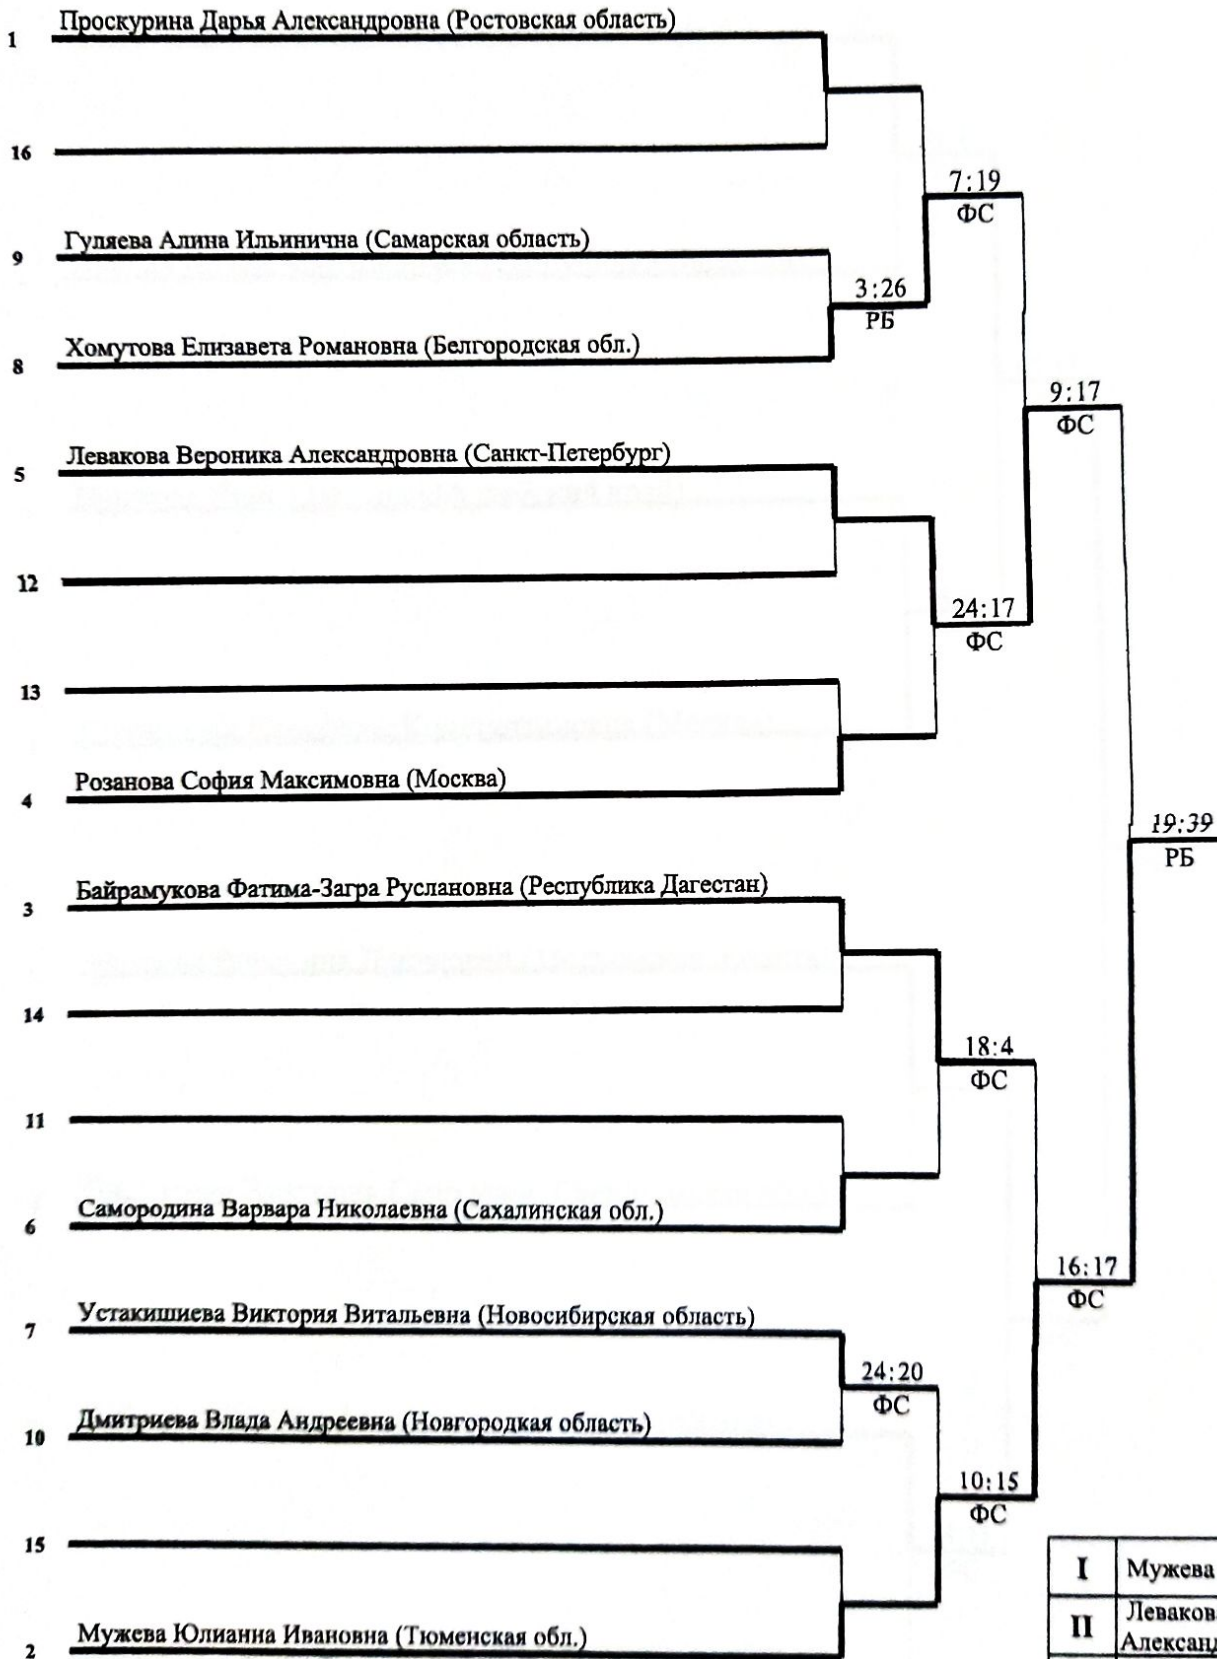 Проскурина Дарья Александровна (Ростовская область)
1
16
7:19
ФС
Гуляева Алина Ильинична (Самарская область)
9
3:26
РБ
Хомутова Елизавета Романовна (Белгородская обл.)
8
9:17
ФС
Левакова Вероника Александровна (Санкт-Петербург)
5
12
24:17
ФС
13
Розанова София Максимовна (Москва)
4
19:39
РБ
Байрамукова Фатима-Загра Руслановна (Республика Дагестан)
3
14
18:4
ФС
11
Самородина Варвара Николаевна (Сахалинская обл.)
6
16:17
ФС
Устакишиева Виктория Витальевна (Новосибирская область)
7
24:20
ФС
Дмитриева Влада Андреевна (Новгородкая область)
10
10:15
ФС
15
I Мужева
II Леваков
Александ
Мужева Юлианна Ивановна (Тюменская обл.)
2